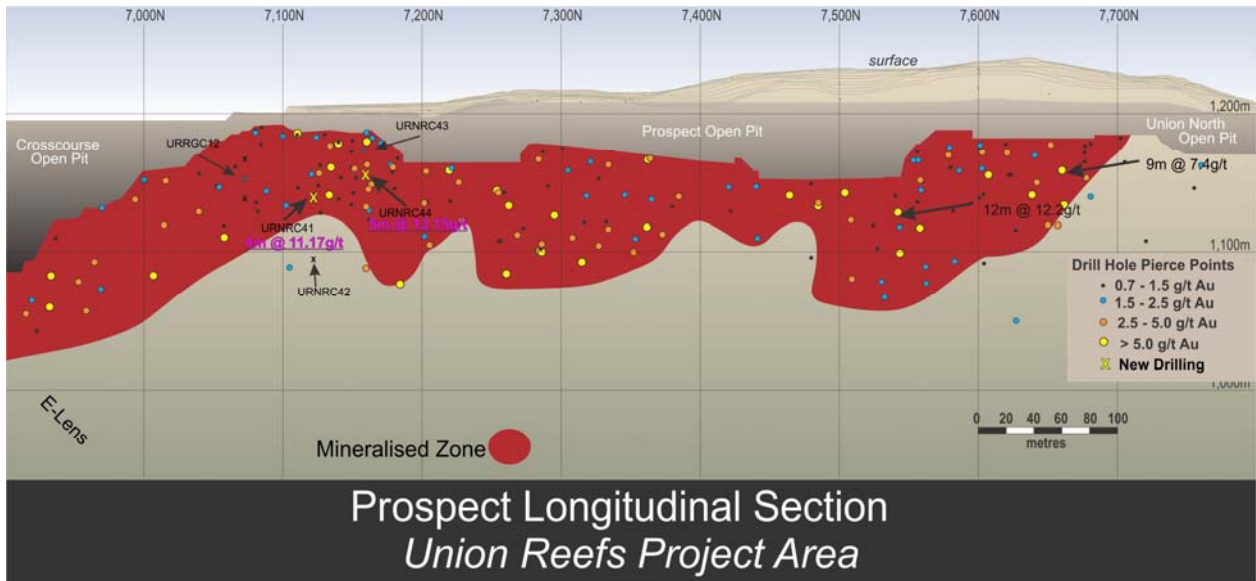 7,000N 7,100N 7,200N 7,300N 7,400N 7,500N 7,600N 7,700N
surface
1,200m
URNRC43
URRGC12
Crosscourse
Open Pit
Prospect Open Pit
Union North
Open Pit
9m @ 7.4g/t
URNRC44
12m @ 12.2g/t
URNRC41
4m @ 11.17g/t
1,100m
URNRC42
Drill Hole Pierce Points
0.7 - 1.5 g/t Au
1.5 - 2.5 g/t Au
2.5 - 5.0 g/t Au
> 5.0 g/t Au
X New Drilling
1,000m
E-Lens
0 20 40 60 80 100
metres
Mineralised Zone
Prospect Longitudinal Section
Union Reefs Project Area